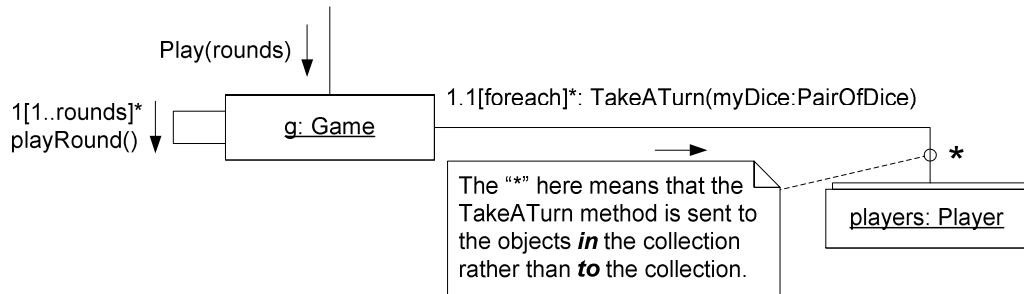 Play(rounds)
1[1..rounds]*
playRound()
g: Game
1.1[foreach]*: TakeATurn(myDice:PairOfDice)
*
The “*” here means that the
TakeATurn method is sent to
the objects in the collection
rather than to the collection.
players: Player